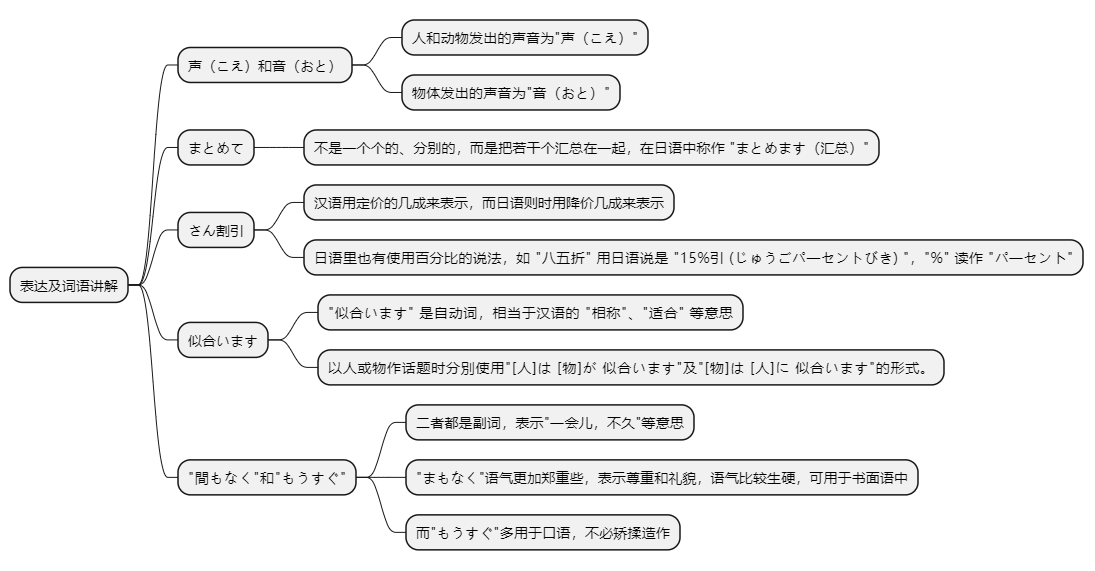 表达及词语讲解
声（こえ）和音（おと）
人和动物发出的声音为"声（こえ）"
物体发出的声音为"音（おと）"
まとめて
不是一个个的、分别的，而是把若干个汇总在一起，在日语中称作 "まとめます（汇总）"
さん割引
汉语用定价的几成来表示，而日语则时用降价几成来表示
日语里也有使用百分比的说法，如 "八五折" 用日语说是 "15%引 (じゅうごパーセントびき) "，"%" 读作 "パーセント"
似合います
"似合います" 是自动词，相当于汉语的 "相称"、"适合" 等意思
以人或物作话题时分別使用"[人]は [物]が 似合います"及"[物]は [人]に 似合います"的形式。
"間もなく"和"もうすぐ"
二者都是副词，表示"一会儿，不久"等意思
"まもなく"语气更加郑重些，表示尊重和礼貌，语气比较生硬，可用于书面语中
而"もうすぐ"多用于口语，不必矫揉造作